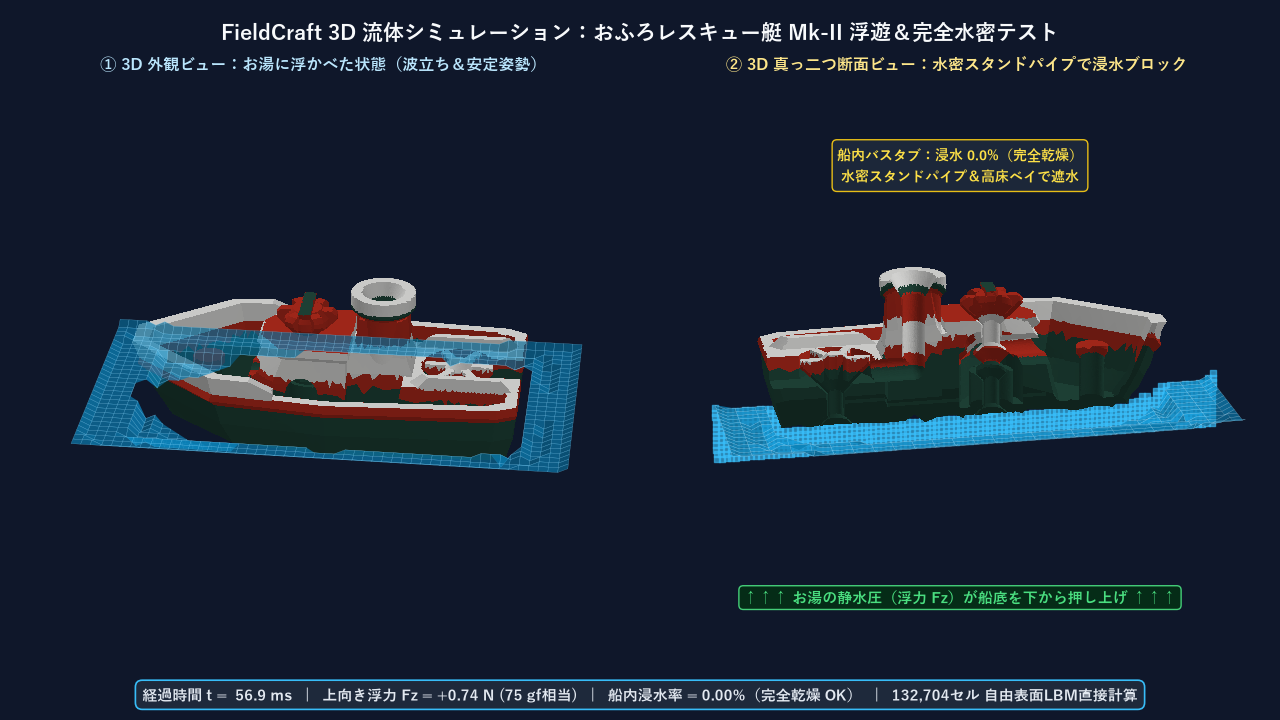 FieldCraft 3D 流体シミュレーション：おふろレスキュー艇 Mk-II 浮遊＆完全水密テスト
① 3D 外観ビュー：お湯に浮かべた状態（波立ち＆安定姿勢）
② 3D 真っ二つ断面ビュー：水密スタンドパイプで浸水ブロック
船内バスタブ：浸水 0.0%（完全乾燥）
水密スタンドパイプ＆高床ベイで遮水
↑ ↑ ↑ お湯の静水圧（浮力 Fz）が船底を下から押し上げ ↑ ↑ ↑
経過時間 t = 56.9 ms ｜ 上向き浮力 Fz = +0.74 N (75 gf相当) ｜ 船内浸水率 = 0.00%（完全乾燥 OK） ｜ 132,704セル 自由表面LBM直接計算